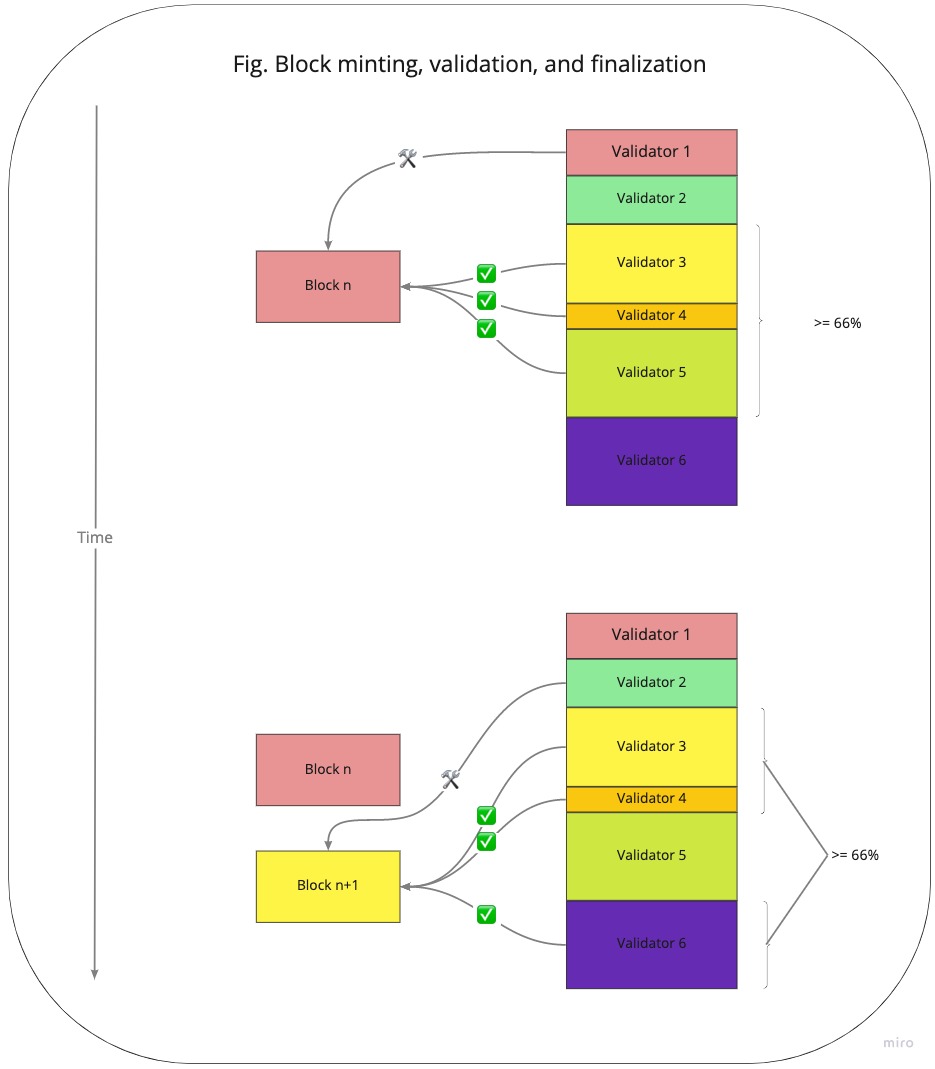 Fig. Block minting, validation, and finalization
Validator 1
Validator 2
Validator 3
Block n
Validator 4
>= 66%
Validator 5
Validator 6
Time
Validator 1
Validator 2
Validator 3
Block n
Validator 4
Validator 5
>= 66%
Block n+1
Validator 6
miro